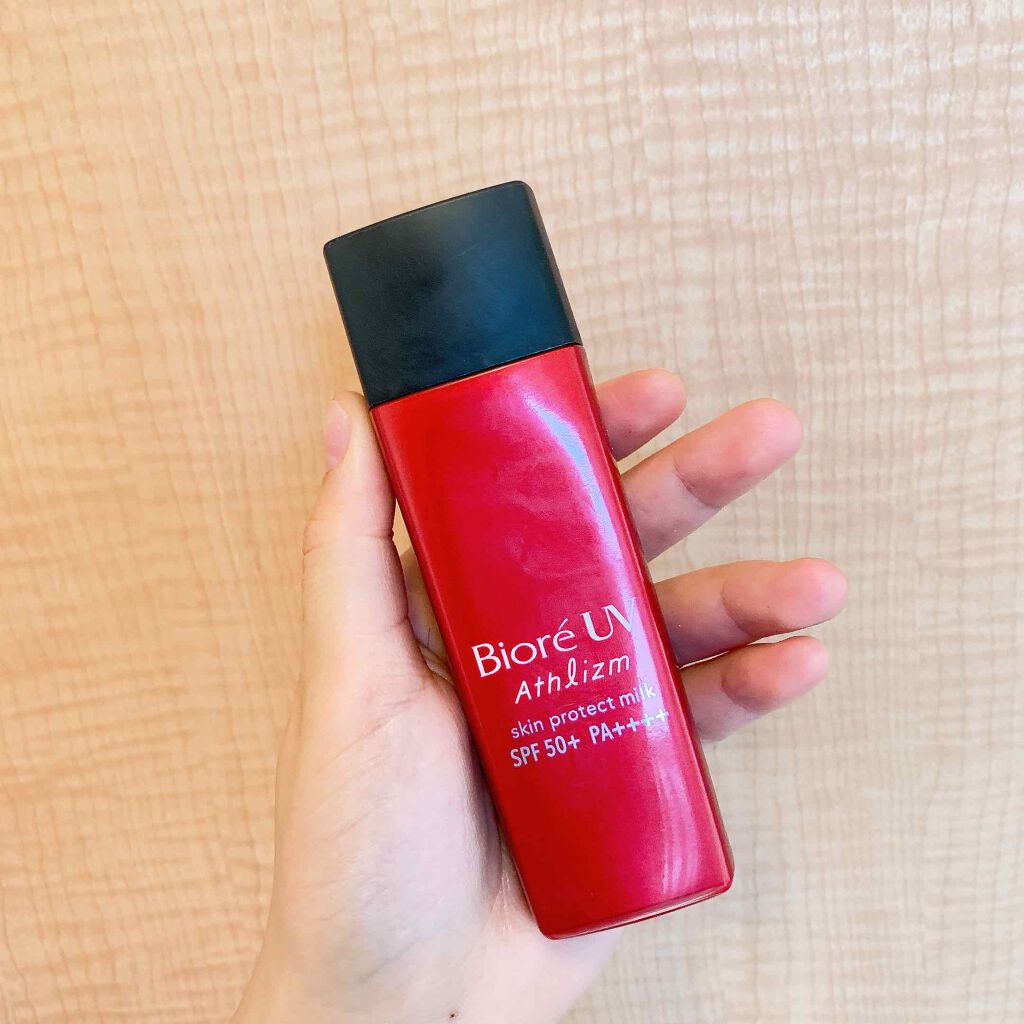 Bioré UV
Athlizm
skin protect milk
SPF 50+ PA++++